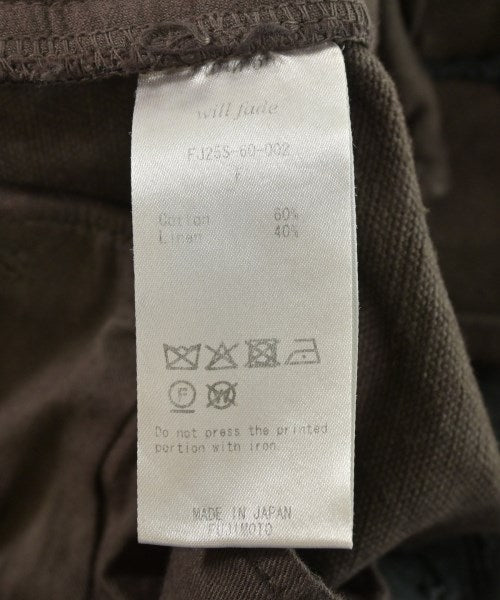 will fade
FJ25S-60-002
F
Cotton 60%
Linen 40%
F
W
Do not press the printed
portion with iron.
MADE IN JAPAN
FUJIMOTO